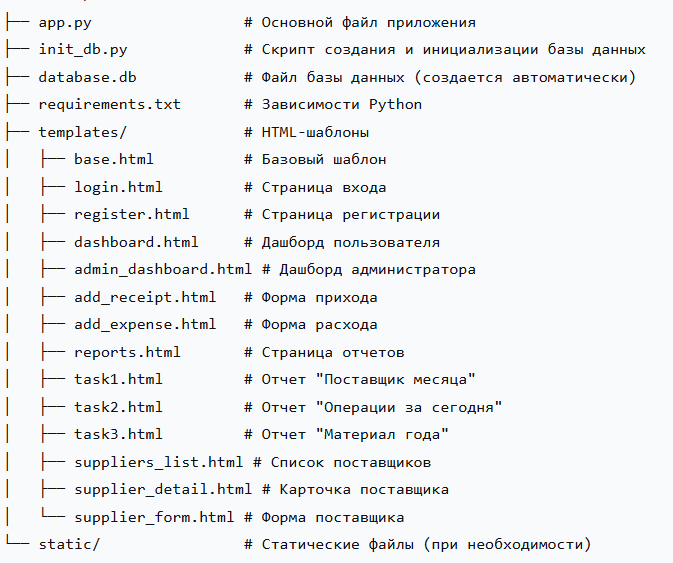 ├── app.py                 # Основной файл приложения
├── init_db.py             # Скрипт создания и инициализации базы данных
├── database.db            # Файл базы данных (создается автоматически)
├── requirements.txt       # Зависимости Python
├── templates/             # HTML-шаблоны
│   ├── base.html          # Базовый шаблон
│   ├── login.html         # Страница входа
│   ├── register.html      # Страница регистрации
│   ├── dashboard.html     # Дашборд пользователя
│   ├── admin_dashboard.html # Дашборд администратора
│   ├── add_receipt.html   # Форма прихода
│   ├── add_expense.html   # Форма расхода
│   ├── reports.html       # Страница отчетов
│   ├── task1.html         # Отчет "Поставщик месяца"
│   ├── task2.html         # Отчет "Операции за сегодня"
│   ├── task3.html         # Отчет "Материал года"
│   ├── suppliers_list.html # Список поставщиков
│   ├── supplier_detail.html # Карточка поставщика
│   └── supplier_form.html # Форма поставщика
└── static/                # Статические файлы (при необходимости)